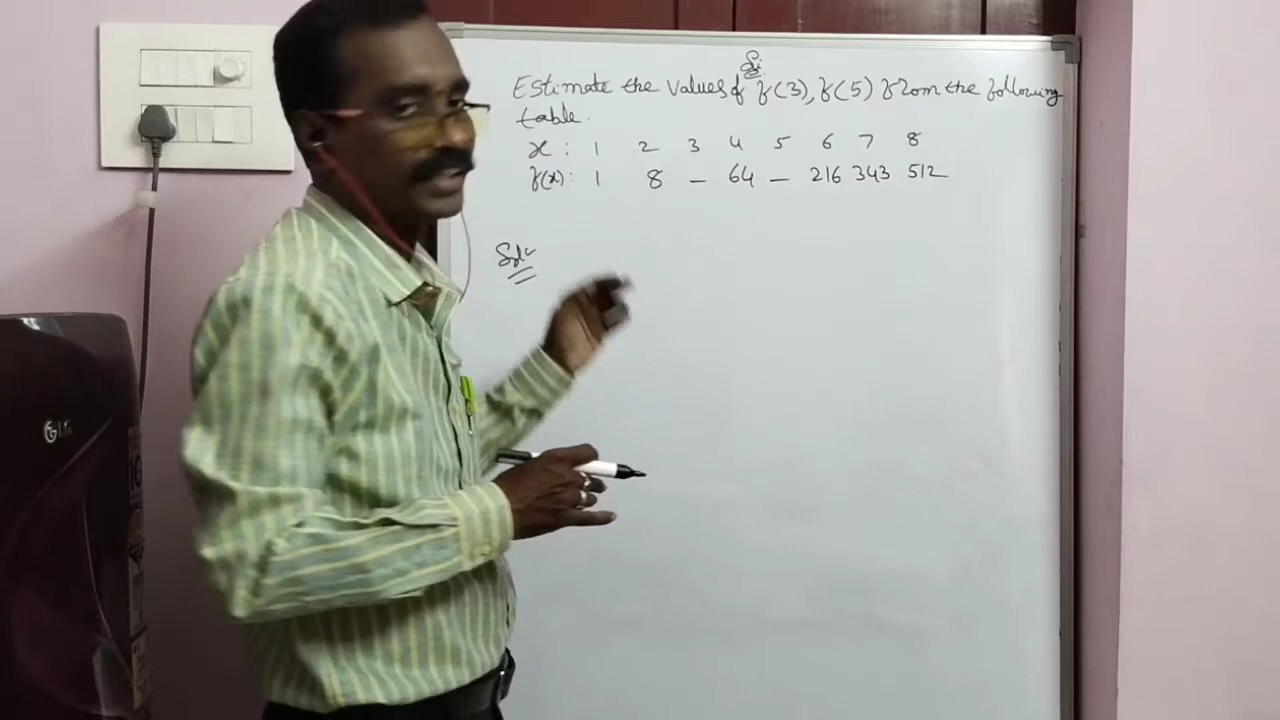 Estimate the values of f(3), f(5) from the following
table.
x : 1 2 3 4 5 6 7 8
f(x): 1 8 – 64 – 216 343 512
Soln
LG